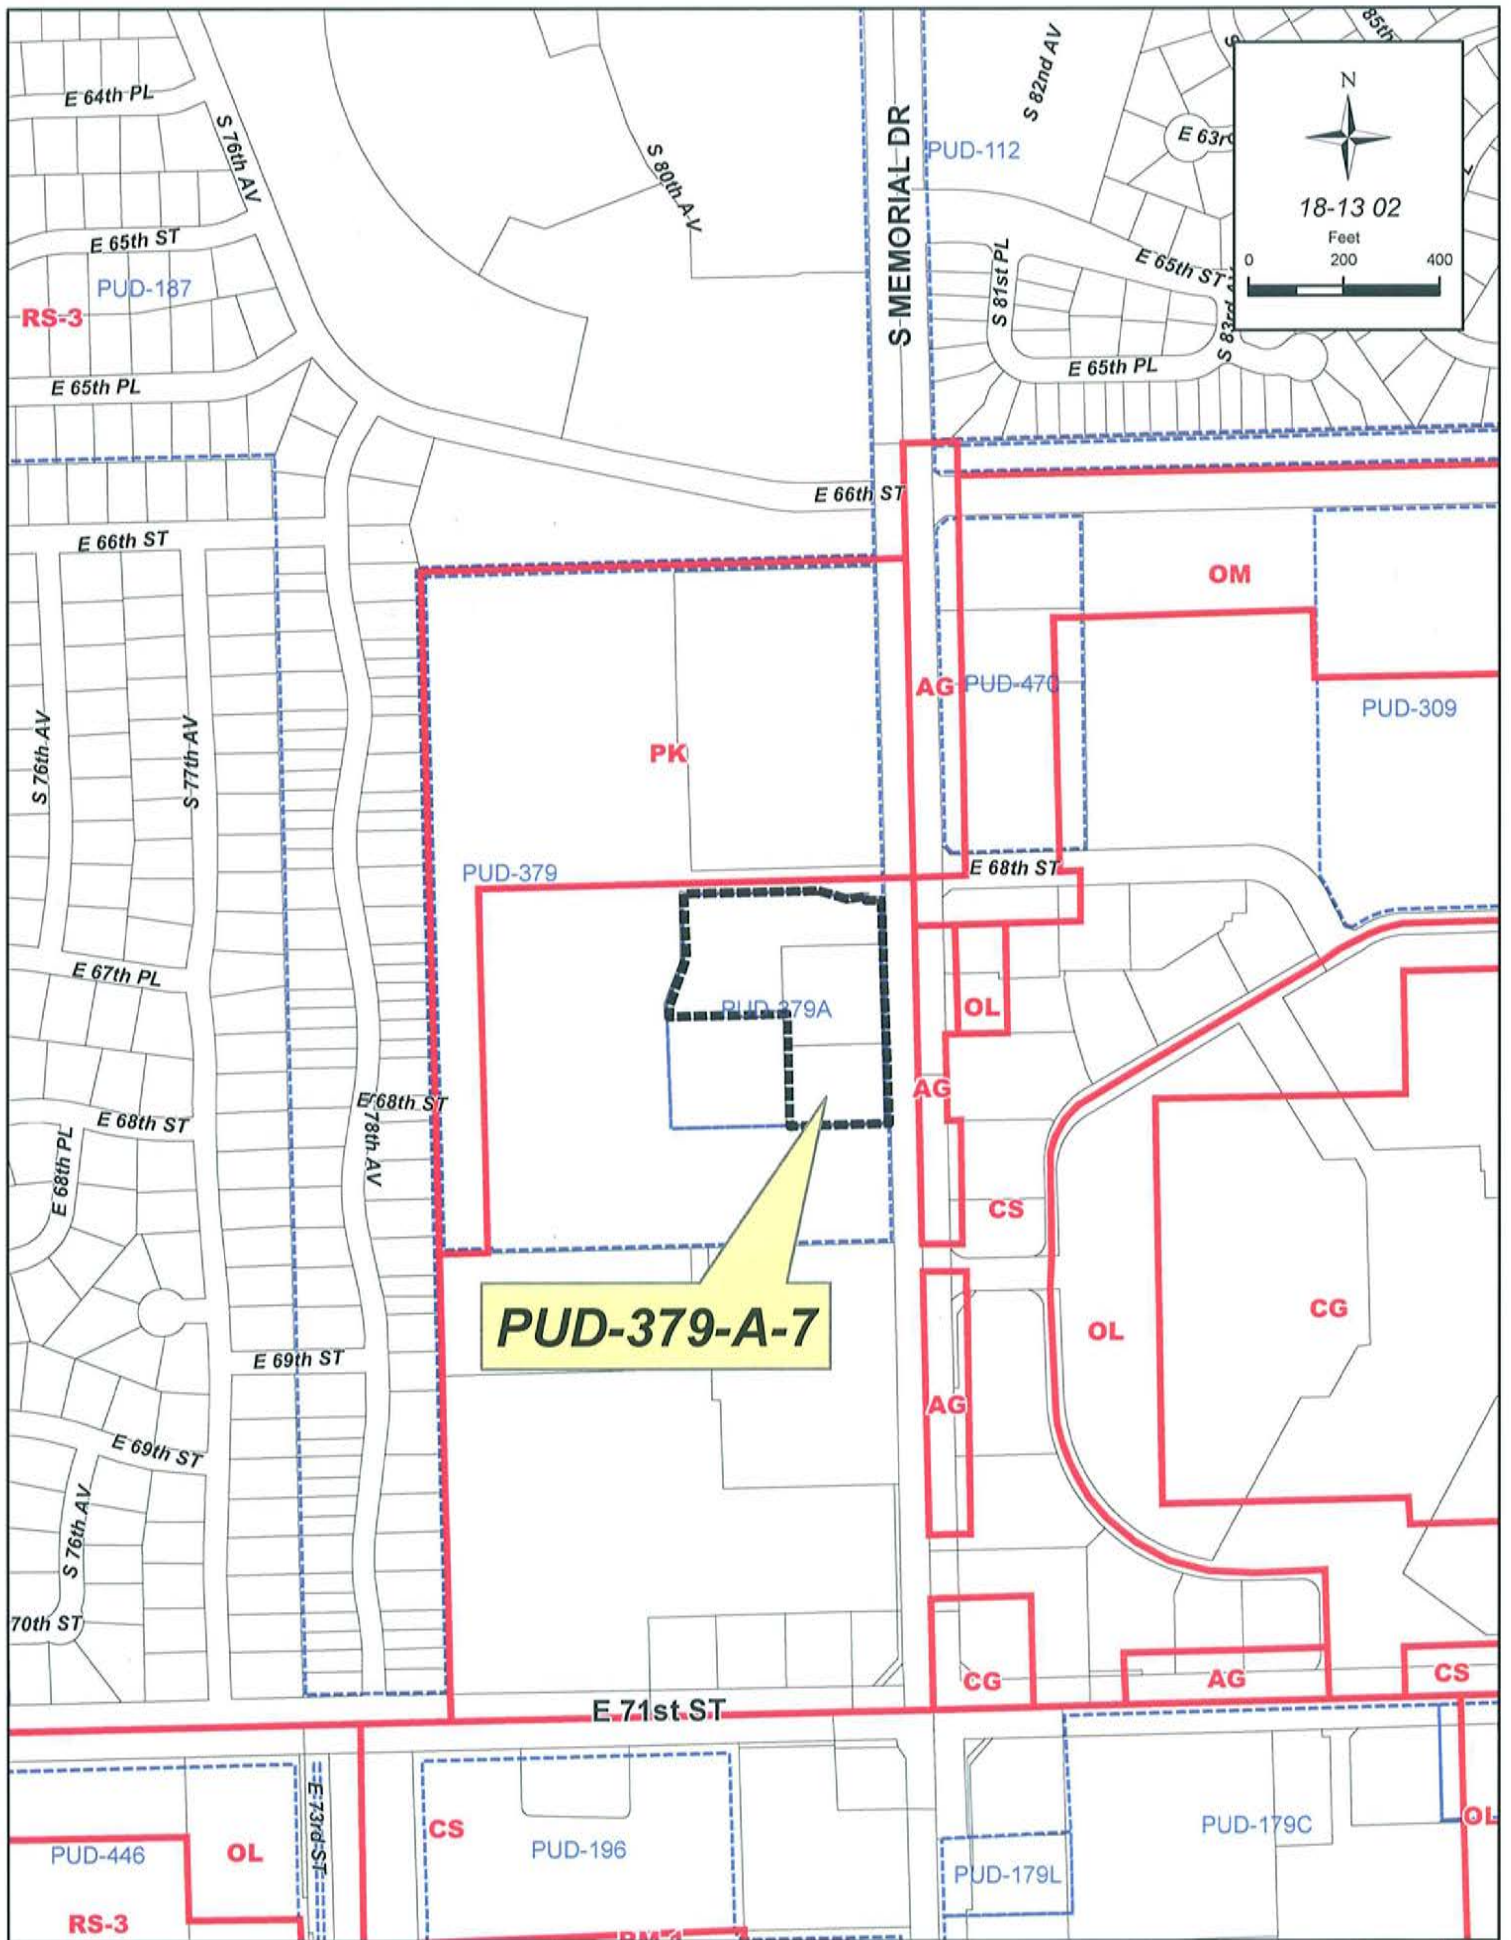 85th
S
S 82nd AV
E 64th PL
S 76th AV
S 80th AV
S MEMORIAL DR
PUD-112
E 63r
N
18-13 02
Feet
0 200 400
E 65th ST
PUD-187
RS-3
S 81st PL
E 65th ST
S 83rd A
E 65th PL
E 65th PL
E 66th ST
E 66th ST
OM
AG
PUD-470
PUD-309
S 76th AV
S 77th AV
PK
PUD-379
E 68th ST
E 67th PL
PUD-379A
OL
AG
E 68th ST
S 78th AV
E 68th ST
E 68th PL
CS
PUD-379-A-7
OL
CG
E 69th ST
AG
E 69th ST
S 76th AV
70th ST
CG
AG
CS
E 71st ST
E 73rd ST
CS
PUD-446
OL
PUD-196
PUD-179C
OL
PUD-179L
RS-3